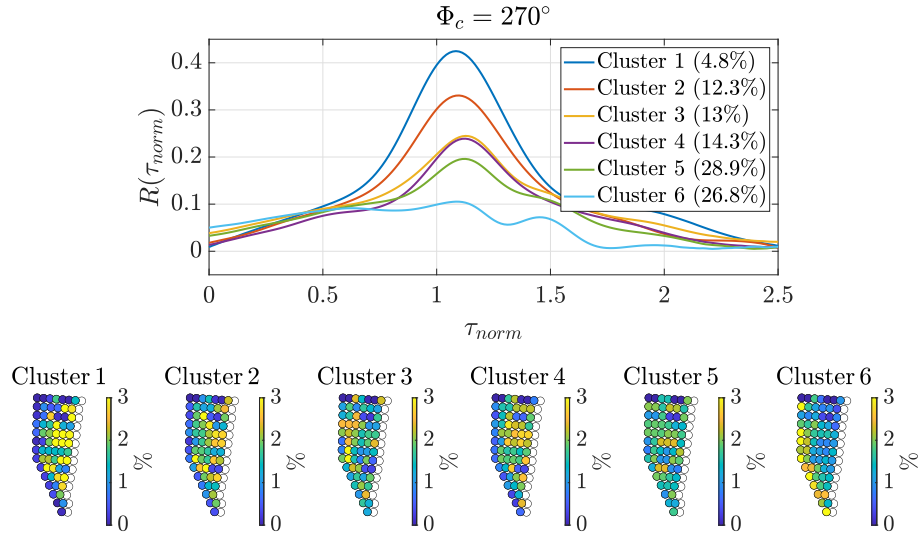 Φ_c = 270°
R(τ_norm)
0.4
0.3
0.2
0.1
0
Cluster 1 (4.8%)
Cluster 2 (12.3%)
Cluster 3 (13%)
Cluster 4 (14.3%)
Cluster 5 (28.9%)
Cluster 6 (26.8%)
0 0.5 1 1.5 2 2.5
τ_norm
Cluster 1 Cluster 2 Cluster 3 Cluster 4 Cluster 5 Cluster 6
3 3 3 3 3 3
2 2 2 2 2 2
% % % % % %
1 1 1 1 1 1
0 0 0 0 0 0